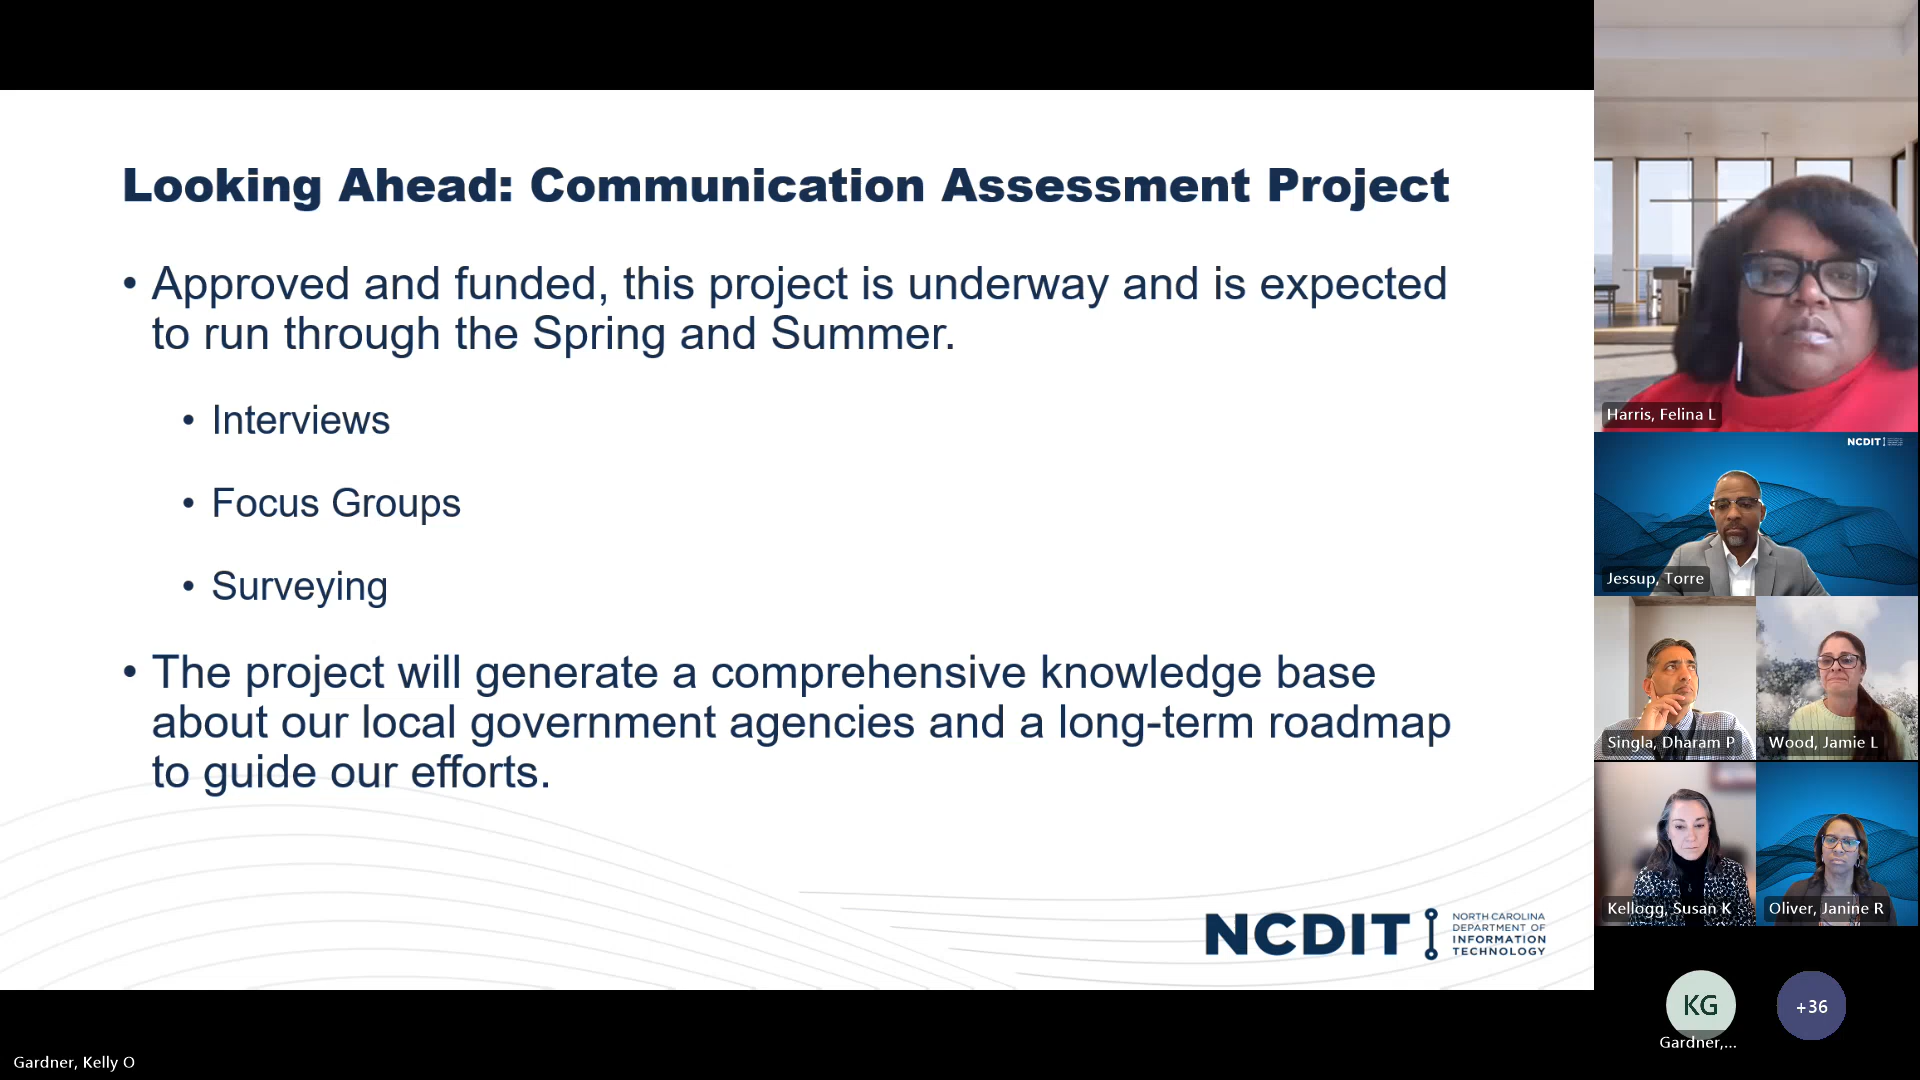 Looking Ahead: Communication Assessment Project
• Approved and funded, this project is underway and is expected
to run through the Spring and Summer.
• Interviews
• Focus Groups
• Surveying
• The project will generate a comprehensive knowledge base
about our local government agencies and a long-term roadmap
to guide our efforts.
NCDIT
NORTH CAROLINA
DEPARTMENT OF
INFORMATION
TECHNOLOGY
Harris, Felina L
NCDIT
Jessup, Torre
Singla, Dharam P
Wood, Jamie L
Kellogg, Susan K
Oliver, Janine R
KG
+36
Gardner,...
Gardner, Kelly O